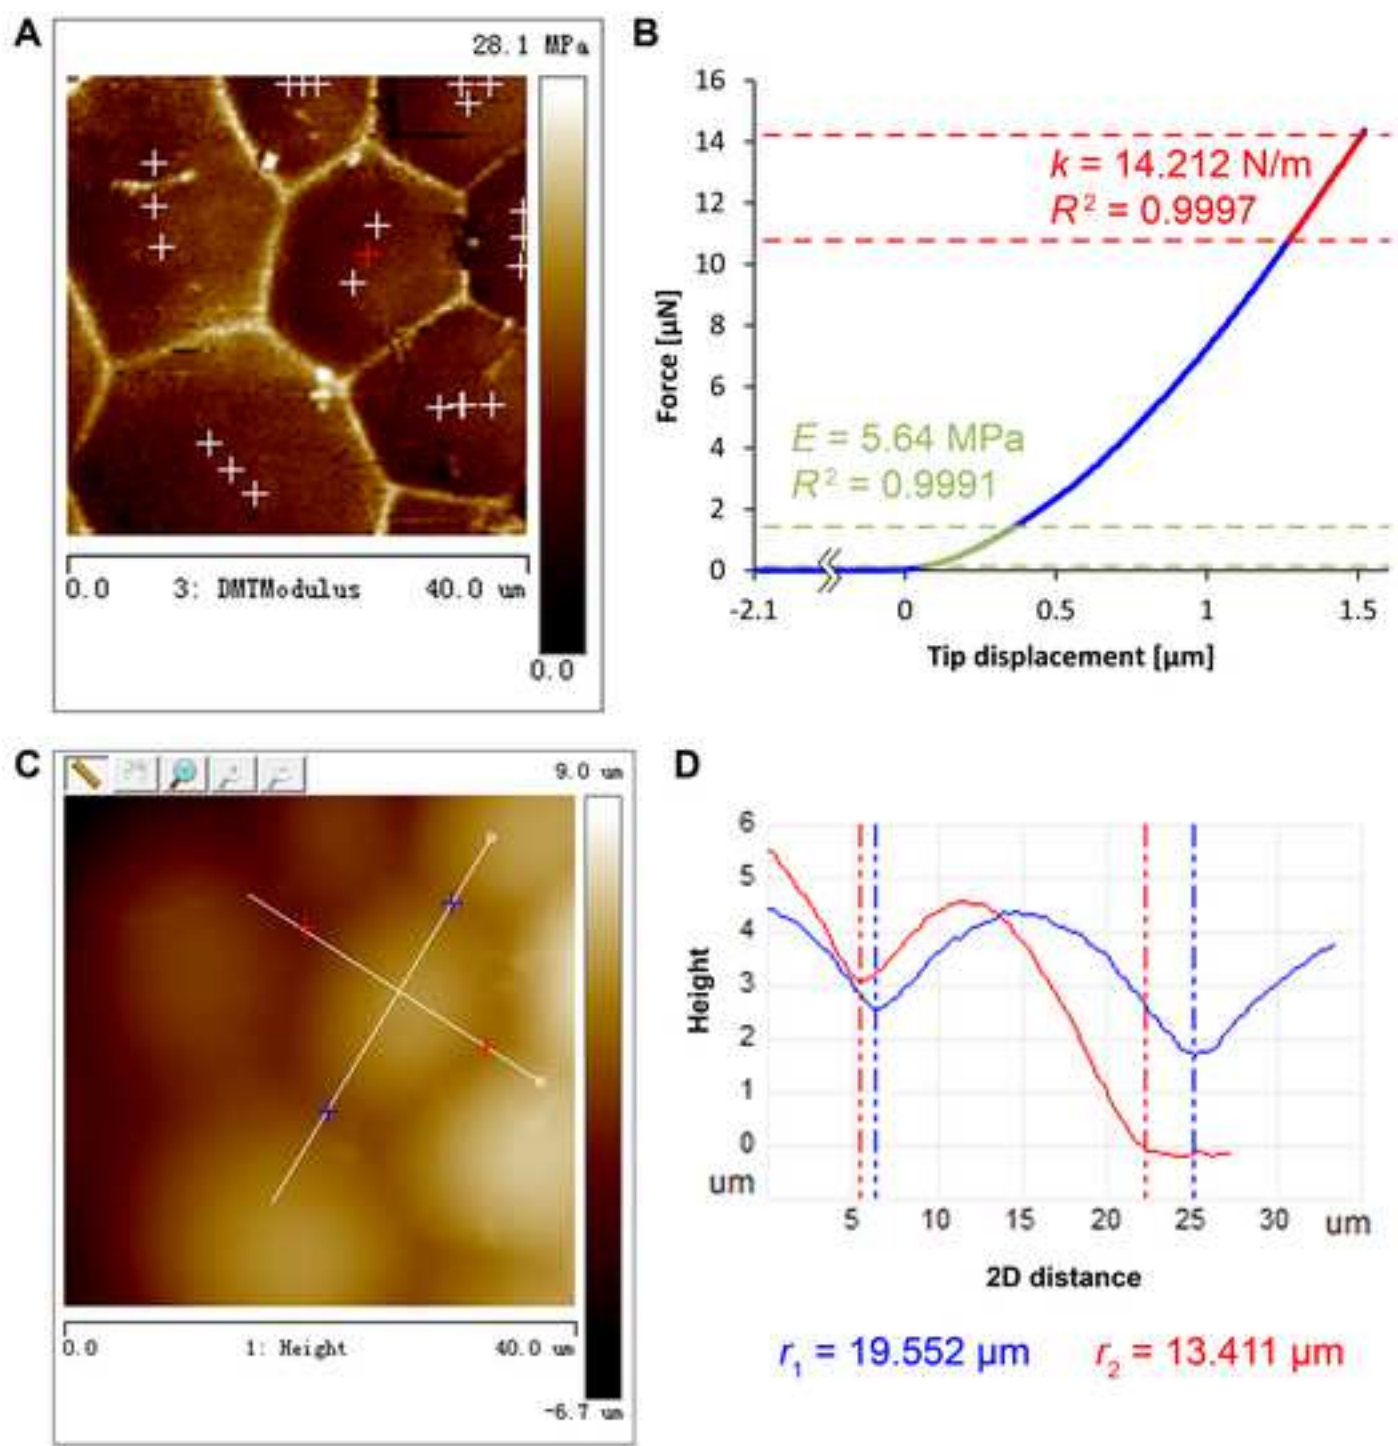 A
28.1 MPa
0.0
3: DMTModulus
40.0 um
0.0
B
16
14
12
10
8
6
4
2
0
Force [µN]
k = 14.212 N/m
R² = 0.9997
E = 5.64 MPa
R² = 0.9991
-2.1
0
0.5
1
1.5
Tip displacement [µm]
C
9.0 um
0.0
1: Height
40.0 um
-6.7 um
D
6
5
4
3
2
1
0
um
Height
5
10
15
20
25
30
um
2D distance
r₁ = 19.552 µm
r₂ = 13.411 µm